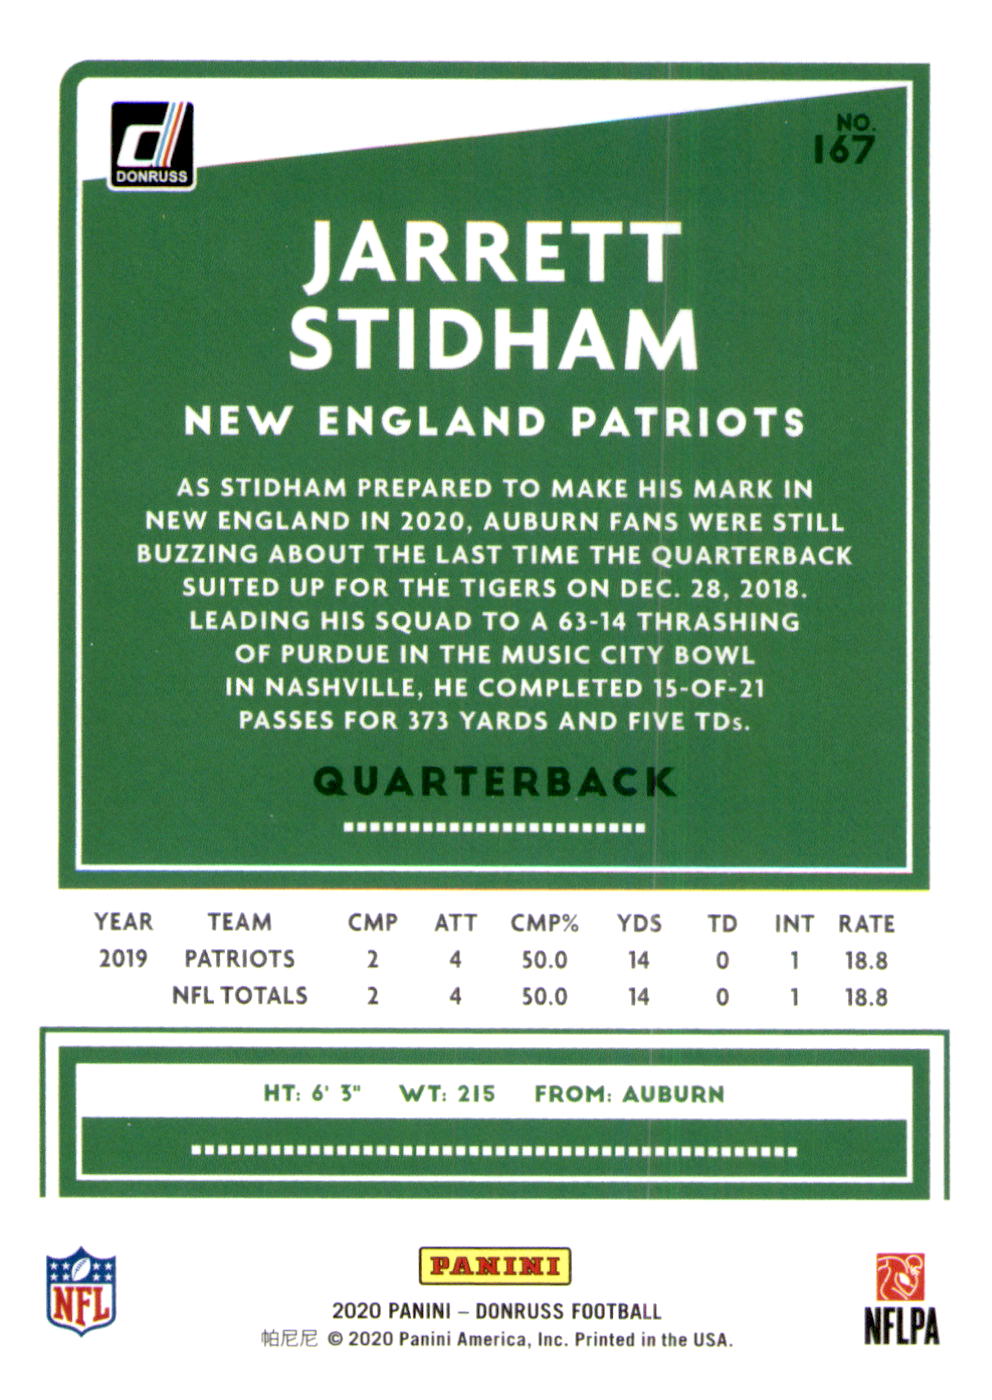 DONRUSS
NO.
167
JARRETT
STIDHAM
NEW ENGLAND PATRIOTS
AS STIDHAM PREPARED TO MAKE HIS MARK IN
NEW ENGLAND IN 2020, AUBURN FANS WERE STILL
BUZZING ABOUT THE LAST TIME THE QUARTERBACK
SUITED UP FOR THE TIGERS ON DEC. 28, 2018.
LEADING HIS SQUAD TO A 63-14 THRASHING
OF PURDUE IN THE MUSIC CITY BOWL
IN NASHVILLE, HE COMPLETED 15-OF-21
PASSES FOR 373 YARDS AND FIVE TDs.
QUARTERBACK
YEAR TEAM CMP ATT CMP% YDS TD INT RATE
2019 PATRIOTS 2 4 50.0 14 0 1 18.8
NFL TOTALS 2 4 50.0 14 0 1 18.8
HT: 6' 3" WT: 215 FROM: AUBURN
NFL
PANINI
NFLPA
2020 PANINI – DONRUSS FOOTBALL
帕尼尼 © 2020 Panini America, Inc. Printed in the USA.